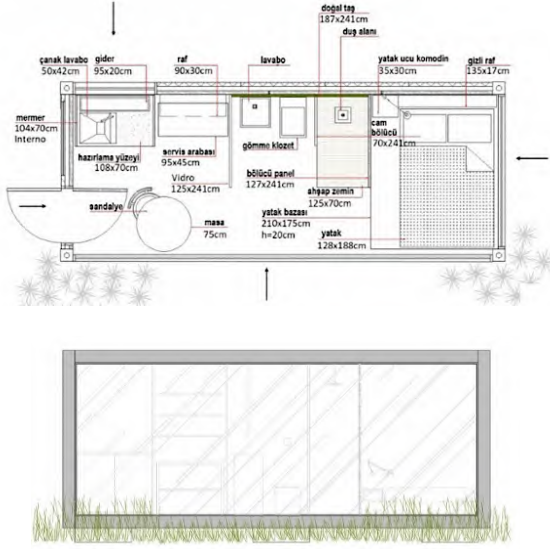 doğal taş
187x241cm
duş alanı
çanak lavabo
50x42cm
gider
95x20cm
raf
90x30cm
lavabo
yatak ucu komodin
35x30cm
gizli raf
135x17cm
mermer
104x70cm
Interno
hazırlama yüzeyi
108x70cm
servis arabası
95x45cm
Vidro
125x241cm
gömme klozet
cam
bölücü
70x241cm
bölücü panel
127x241cm
ahşap zemin
125x70cm
sandalye
masa
75cm
yatak bazası
210x175cm
h=20cm
yatak
128x188cm